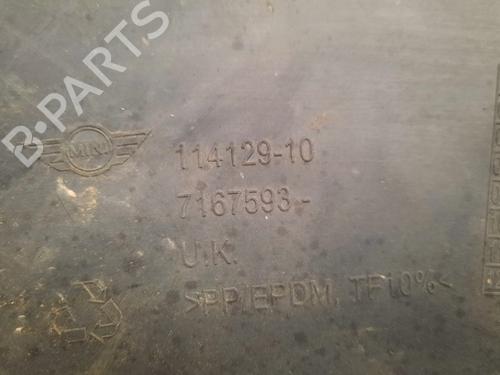 B-PARTS
MINI
114129-10
7167593-
U.K.
>PP/EPDM, TF10%<